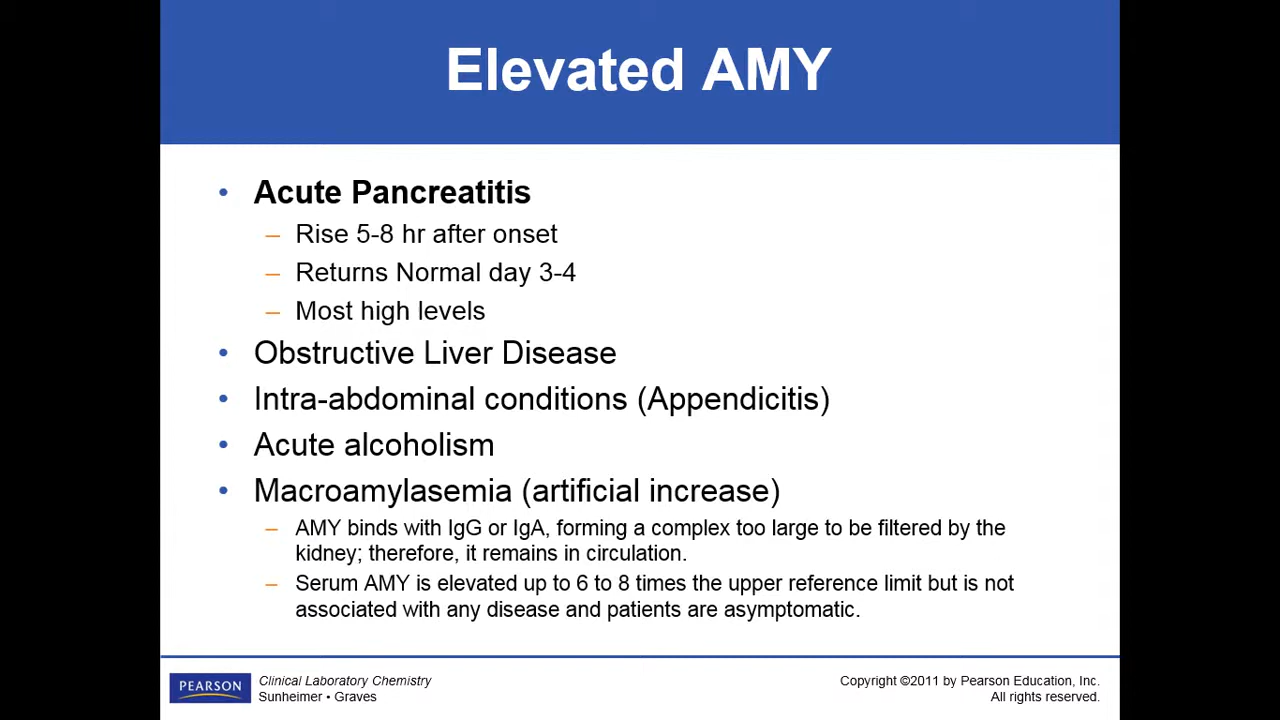 Elevated AMY
• Acute Pancreatitis
– Rise 5-8 hr after onset
– Returns Normal day 3-4
– Most high levels
• Obstructive Liver Disease
• Intra-abdominal conditions (Appendicitis)
• Acute alcoholism
• Macroamylasemia (artificial increase)
– AMY binds with IgG or IgA, forming a complex too large to be filtered by the
kidney; therefore, it remains in circulation.
– Serum AMY is elevated up to 6 to 8 times the upper reference limit but is not
associated with any disease and patients are asymptomatic.
PEARSON
Clinical Laboratory Chemistry
Sunheimer • Graves
Copyright ©2011 by Pearson Education, Inc.
All rights reserved.